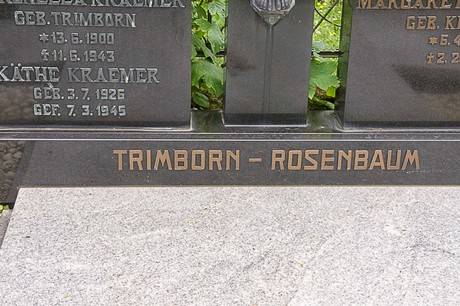 KRAEMER
GEB. TRIMBORN
* 13.6.1900
† 11.6.1943
KÄTHE KRAEMER
GEB. 3.7.1926
GEF. 7.3.1945
GEB.
TRIMBORN – ROSENBAUM